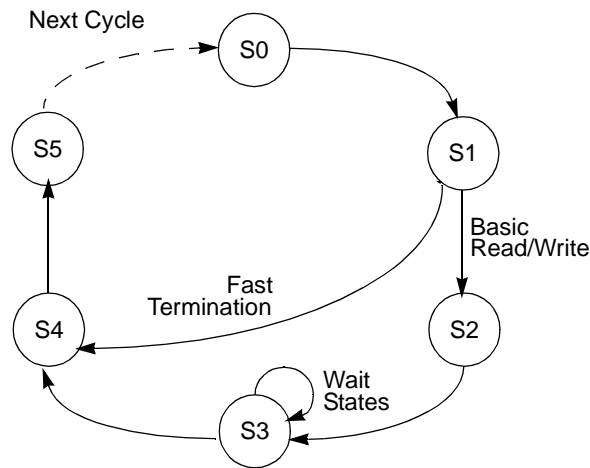 Next Cycle
S0
S5
S1
Basic
Read/Write
Fast
Termination
S4
S2
Wait
States
S3